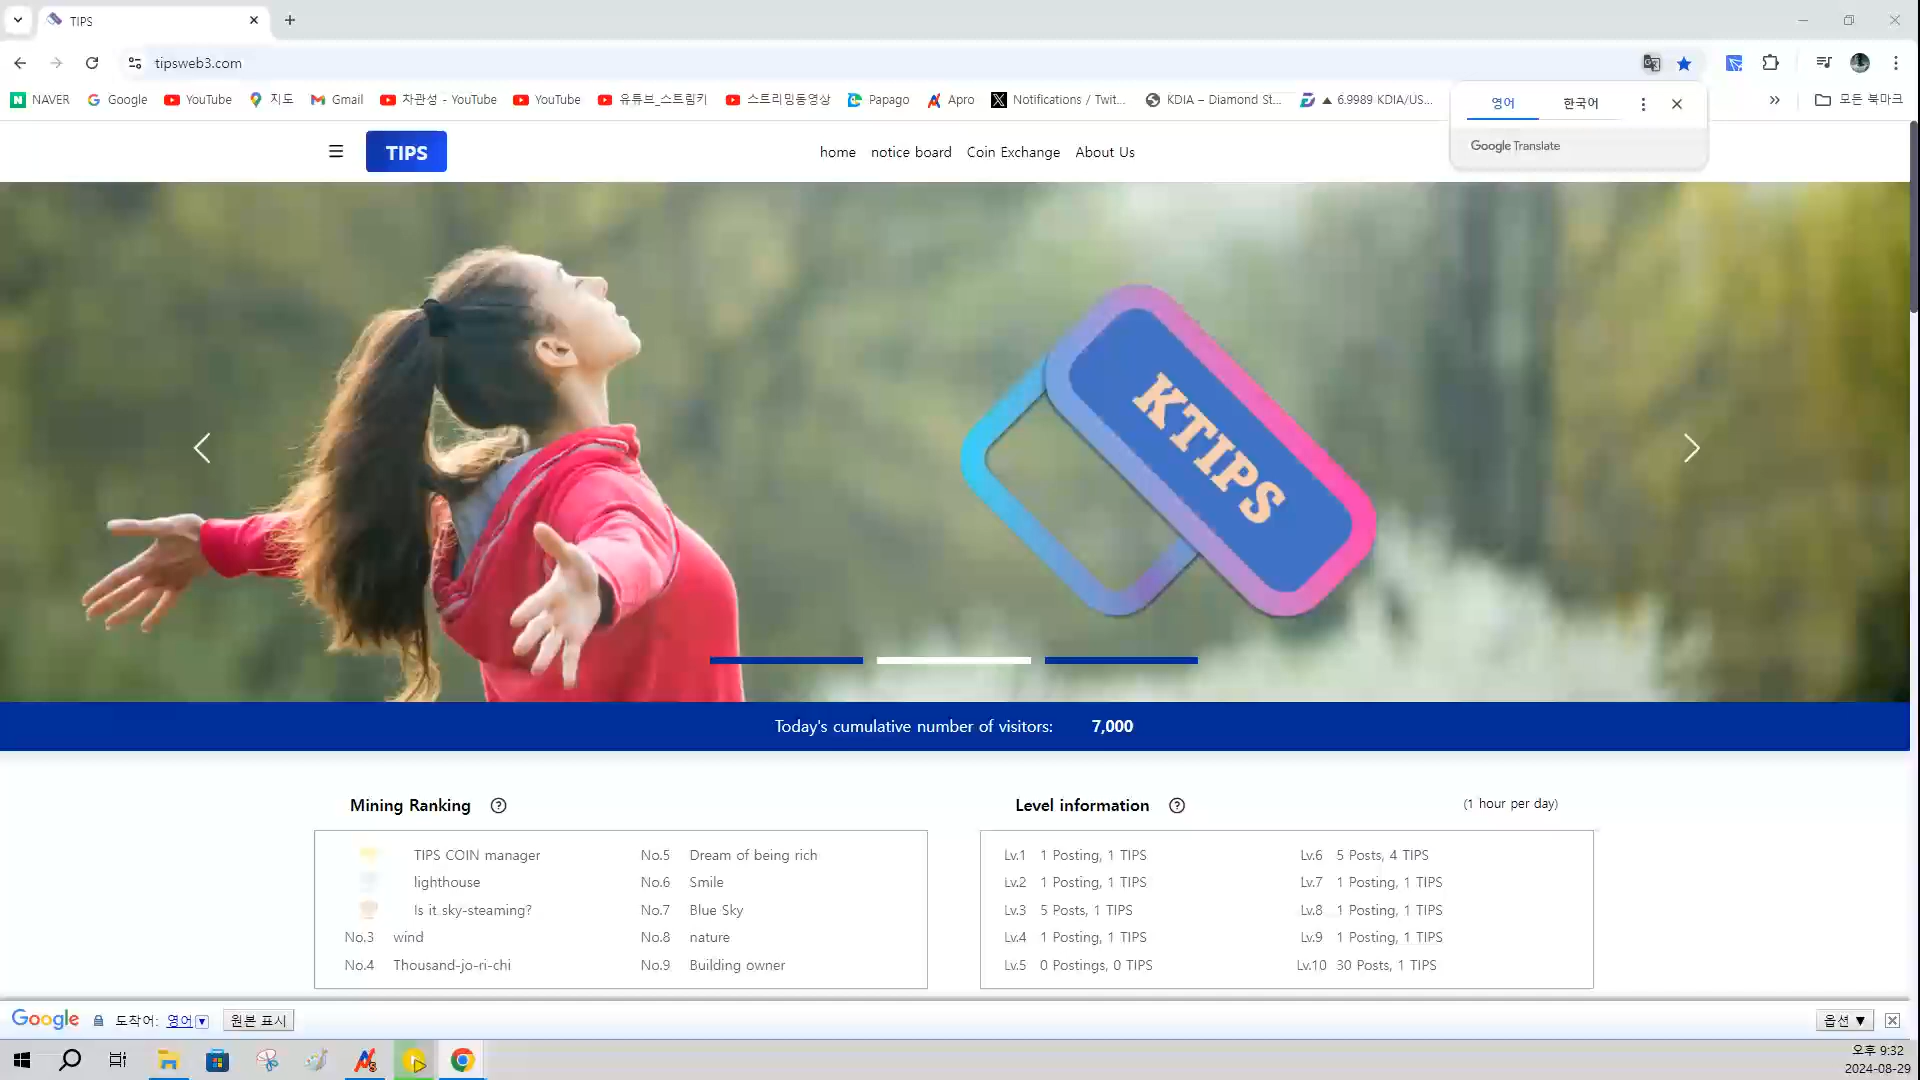 TIPS
tipsweb3.com
NAVER
Google
YouTube
지도
Gmail
차관성 - YouTube
YouTube
유튜브_스트림키
스트리밍동영상
Papago
Apro
Notifications / Twit...
KDIA – Diamond St...
▲ 6.9989 KDIA/US...
»
모든 북마크
영어
한국어
Google Translate
TIPS
home
notice board
Coin Exchange
About Us
KTIPS
Today's cumulative number of visitors: 7,000
Mining Ranking
TIPS COIN manager
lighthouse
Is it sky-steaming?
No.3 wind
No.4 Thousand-jo-ri-chi
No.5 Dream of being rich
No.6 Smile
No.7 Blue Sky
No.8 nature
No.9 Building owner
Level information
(1 hour per day)
Lv.1 1 Posting, 1 TIPS
Lv.2 1 Posting, 1 TIPS
Lv.3 5 Posts, 1 TIPS
Lv.4 1 Posting, 1 TIPS
Lv.5 0 Postings, 0 TIPS
Lv.6 5 Posts, 4 TIPS
Lv.7 1 Posting, 1 TIPS
Lv.8 1 Posting, 1 TIPS
Lv.9 1 Posting, 1 TIPS
Lv.10 30 Posts, 1 TIPS
Google
도착어: 영어▼
원본 표시
옵션 ▼
오후 9:32
2024-08-29